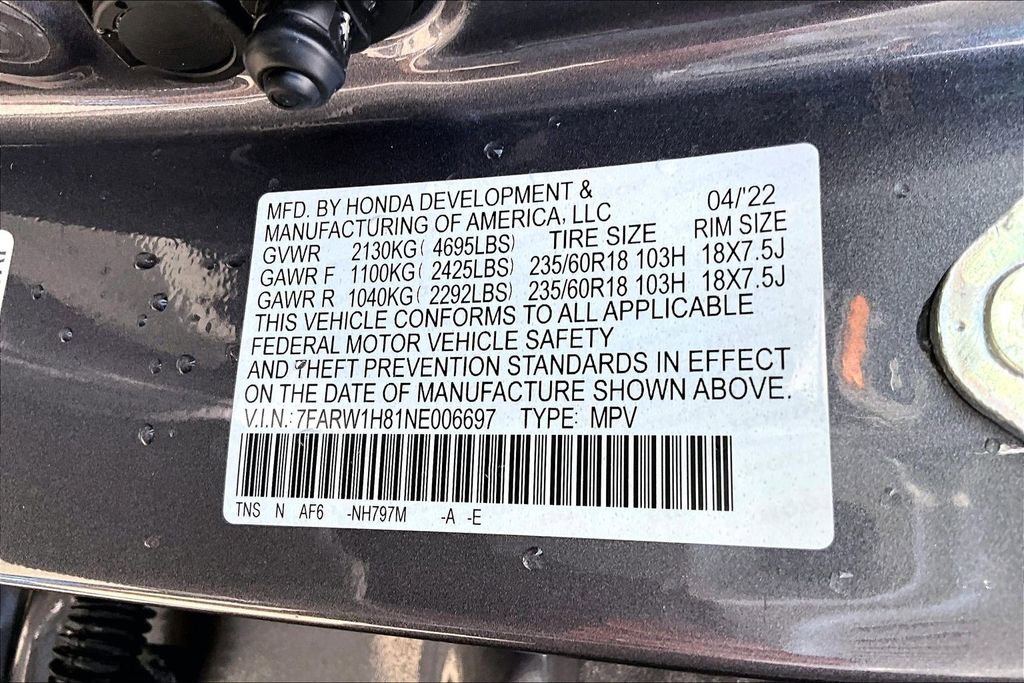 MFD. BY HONDA DEVELOPMENT & 04/'22
MANUFACTURING OF AMERICA, LLC
GVWR 2130KG( 4695LBS) TIRE SIZE RIM SIZE
GAWR F 1100KG( 2425LBS) 235/60R18 103H 18X7.5J
GAWR R 1040KG( 2292LBS) 235/60R18 103H 18X7.5J
THIS VEHICLE CONFORMS TO ALL APPLICABLE
FEDERAL MOTOR VEHICLE SAFETY
AND THEFT PREVENTION STANDARDS IN EFFECT
ON THE DATE OF MANUFACTURE SHOWN ABOVE.
V.I.N.: 7FARW1H81NE006697 TYPE: MPV
TNS N AF6 -NH797M -A -E